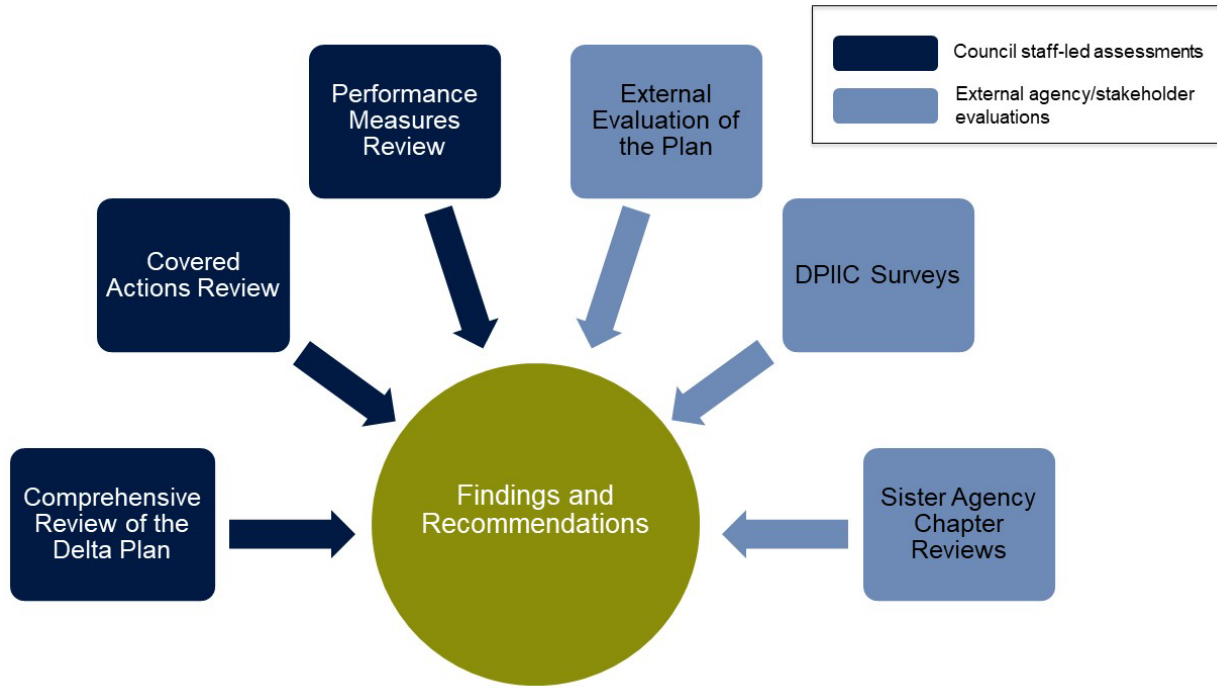 Performance
Measures
Review
External
Evaluation of
the Plan
Council staff-led assessments
External agency/stakeholder
evaluations
Covered
Actions Review
DPIIC Surveys
Comprehensive
Review of the
Delta Plan
Findings and
Recommendations
Sister Agency
Chapter
Reviews